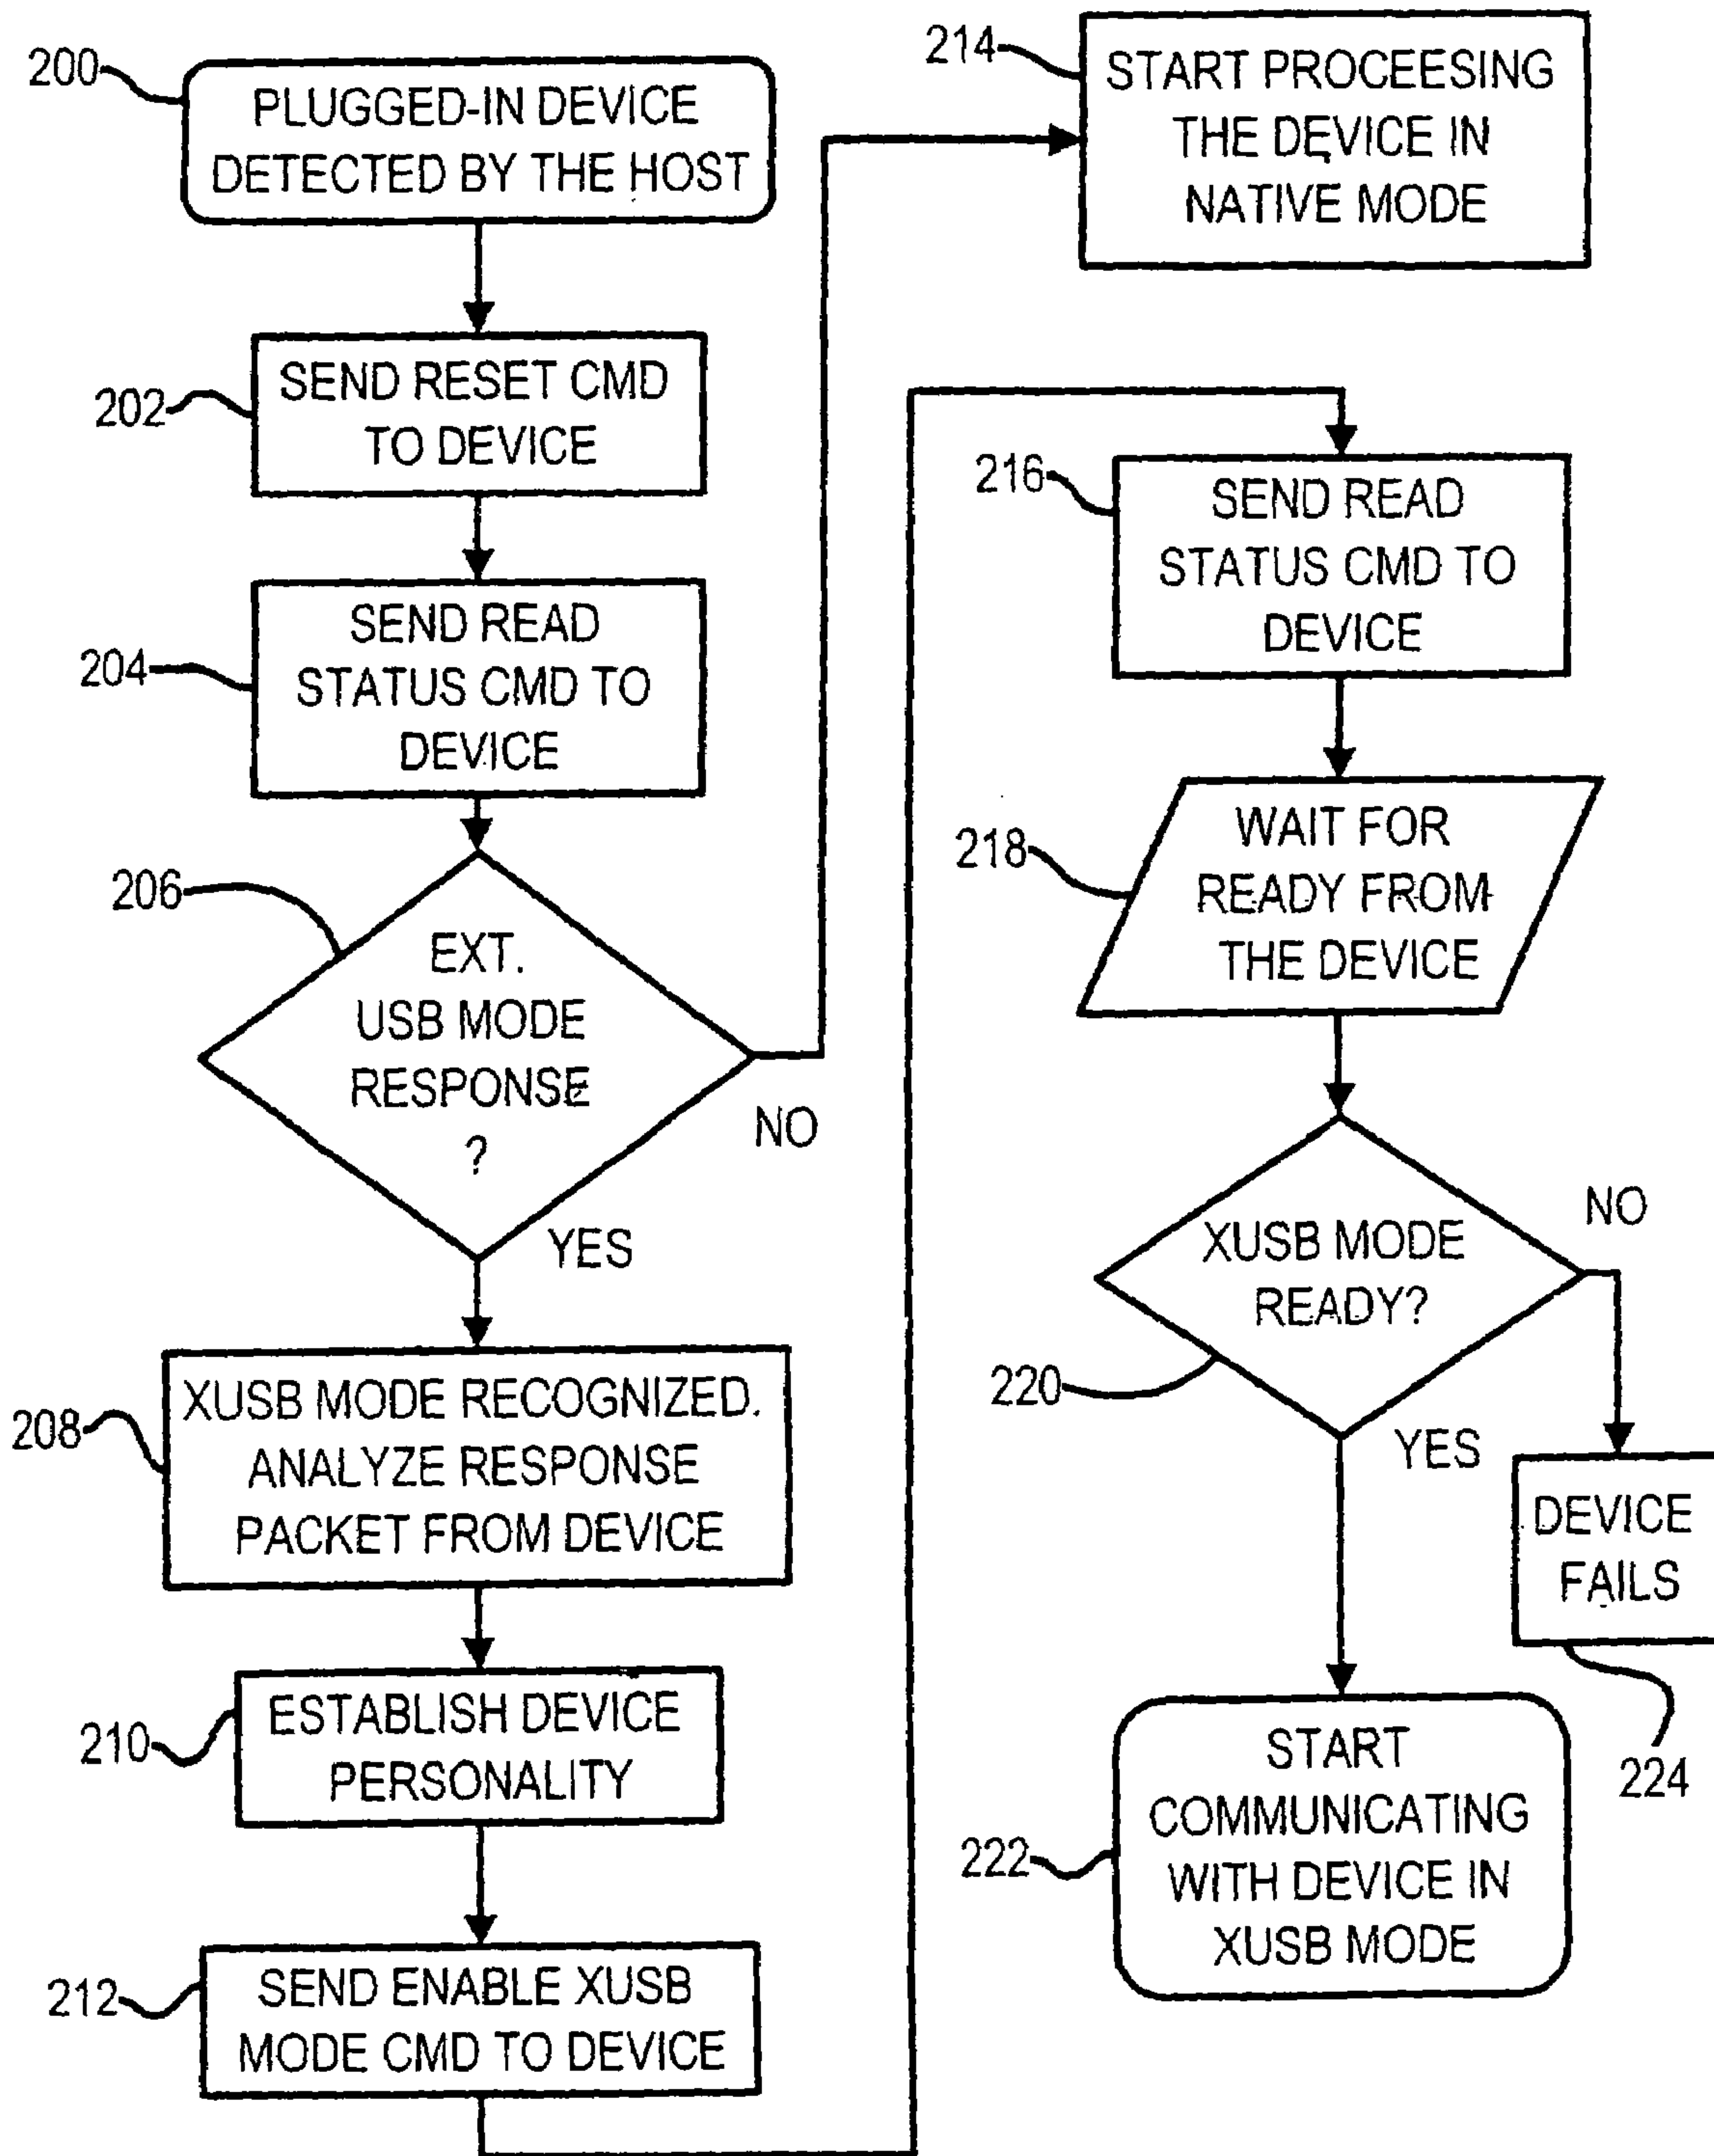 200
PLUGGED-IN DEVICE
DETECTED BY THE HOST
202
SEND RESET CMD
TO DEVICE
204
SEND READ
STATUS CMD TO
DEVICE
206
EXT.
USB MODE
RESPONSE
?
NO
YES
208
XUSB MODE RECOGNIZED.
ANALYZE RESPONSE
PACKET FROM DEVICE
210
ESTABLISH DEVICE
PERSONALITY
212
SEND ENABLE XUSB
MODE CMD TO DEVICE
214
START PROCEESING
THE DEVICE IN
NATIVE MODE
216
SEND READ
STATUS CMD TO
DEVICE
218
WAIT FOR
READY FROM
THE DEVICE
220
XUSB MODE
READY?
NO
YES
DEVICE
FAILS
224
222
START
COMMUNICATING
WITH DEVICE IN
XUSB MODE